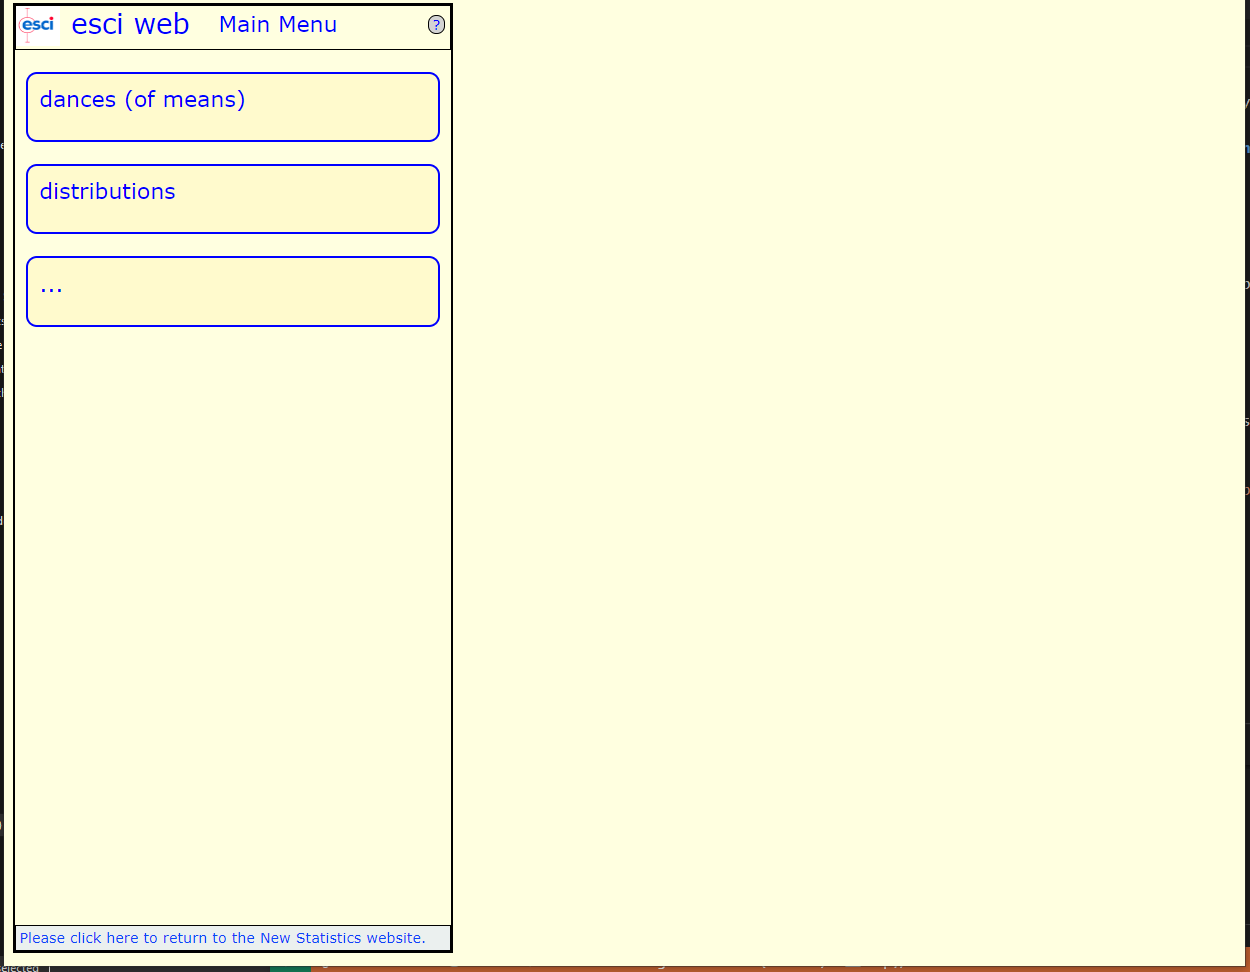 esci
esci web Main Menu ?
dances (of means)
distributions
...
Please click here to return to the New Statistics website.